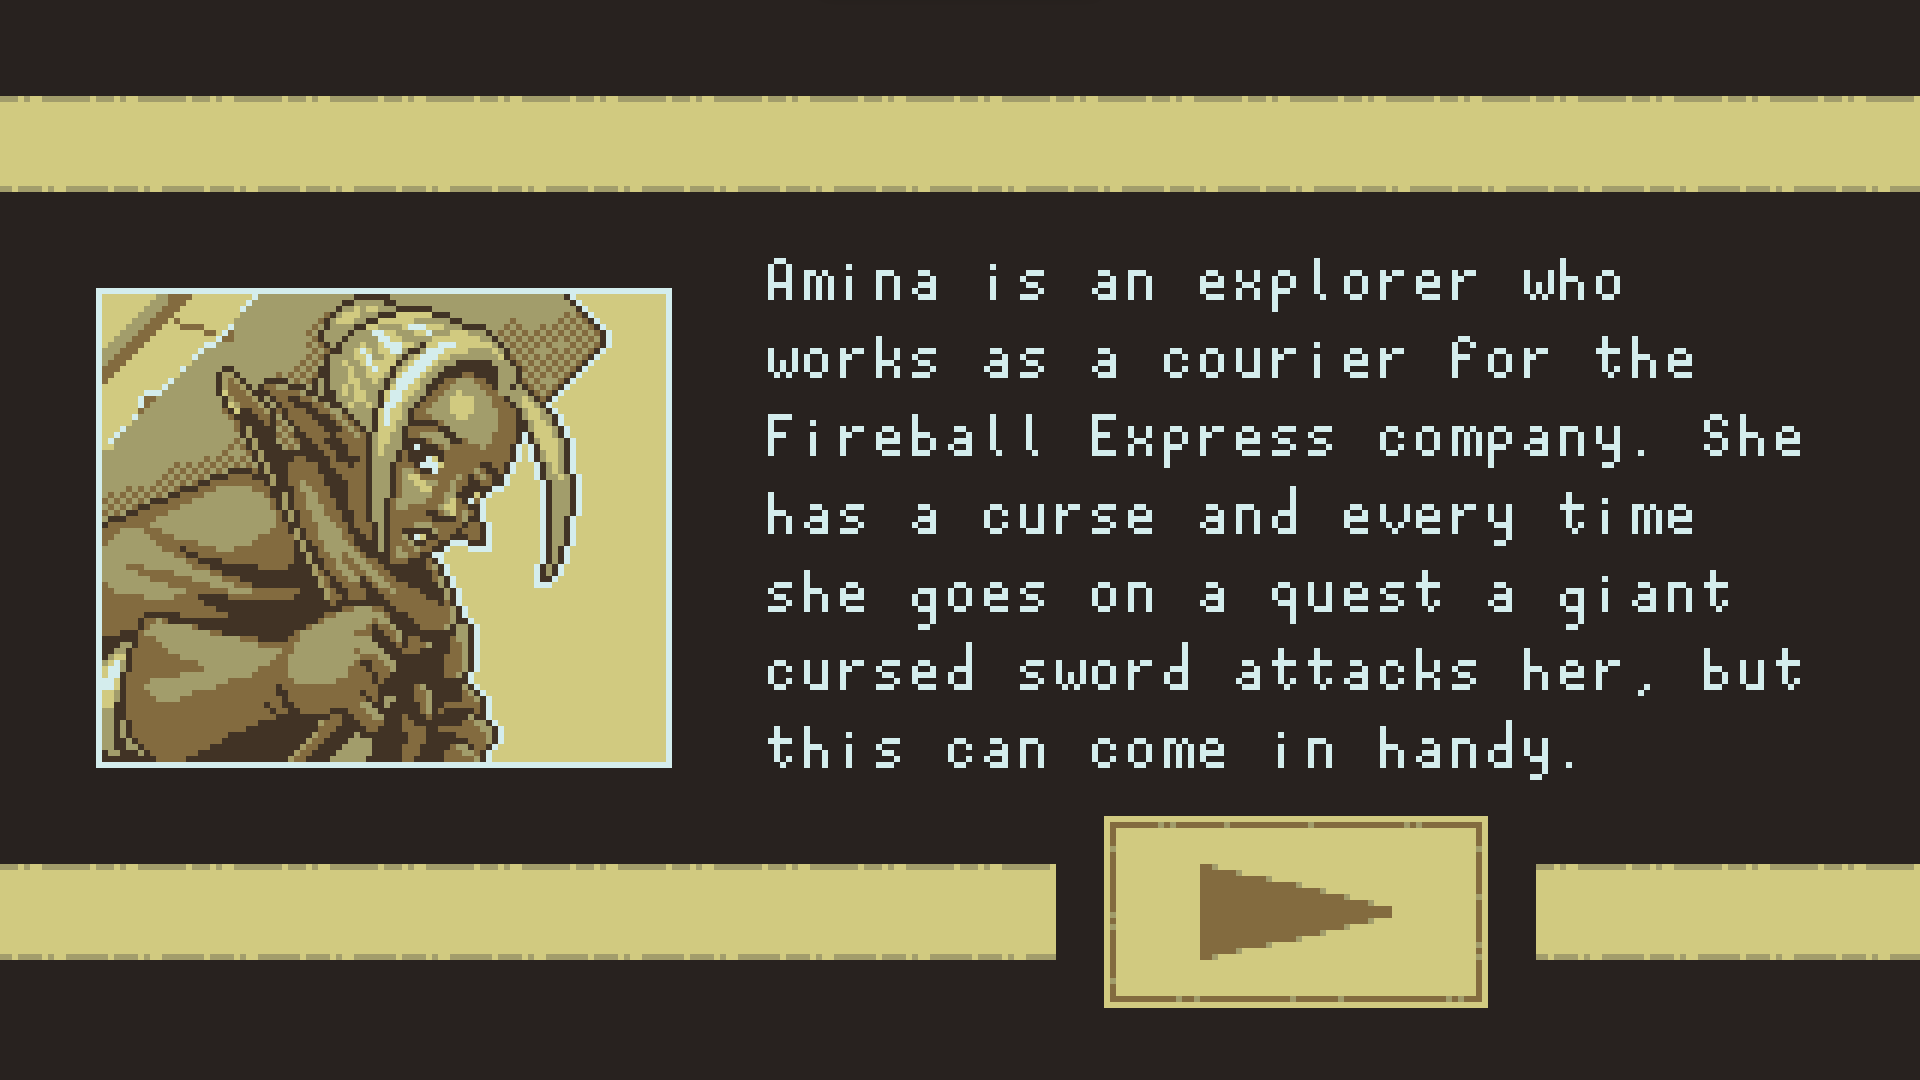 Amina is an explorer who
works as a courier for the
Fireball Express company. She
has a curse and every time
she goes on a quest a giant
cursed sword attacks her, but
this can come in handy.